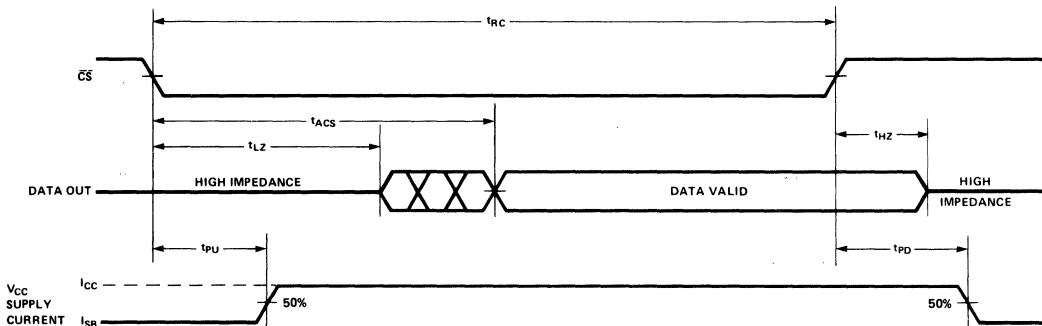 tRC
CS
tACS
tLZ
tHZ
DATA OUT
HIGH IMPEDANCE
DATA VALID
HIGH
IMPEDANCE
tPU
tPD
VCC
SUPPLY
CURRENT
ICC
ISB
50%
50%